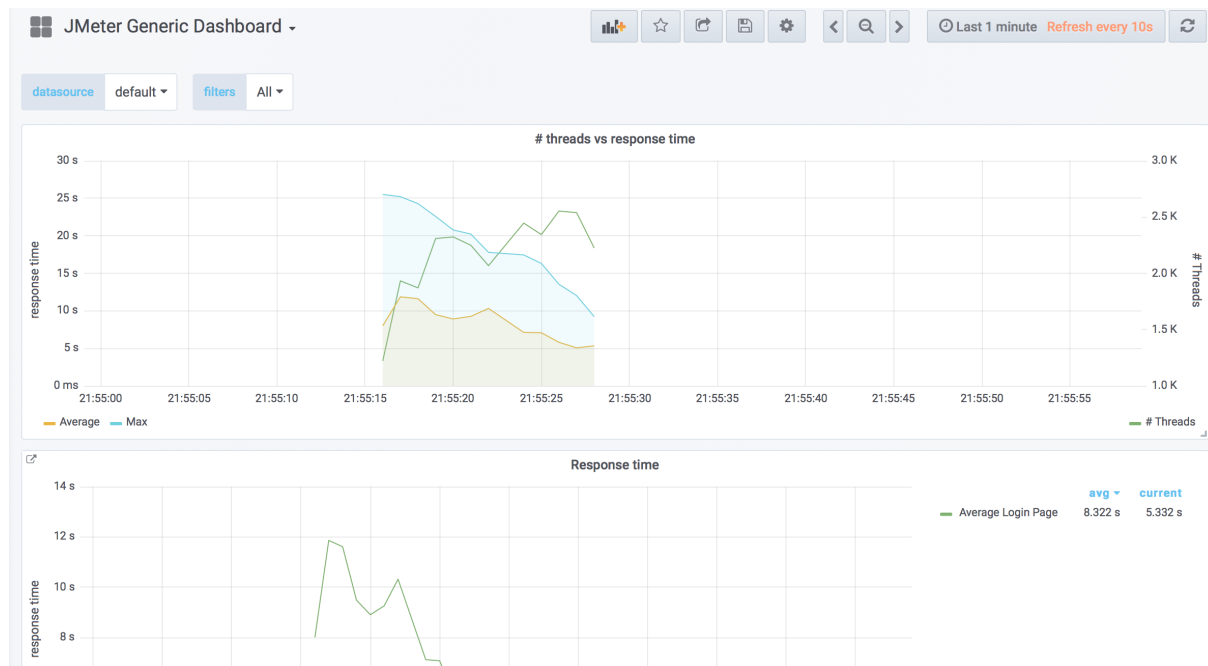 JMeter Generic Dashboard
Last 1 minute Refresh every 10s
datasource default filters All
# threads vs response time
30 s
25 s
20 s
15 s
10 s
5 s
0 ms
response time
3.0 K
2.5 K
2.0 K
1.5 K
1.0 K
# Threads
21:55:00 21:55:05 21:55:10 21:55:15 21:55:20 21:55:25 21:55:30 21:55:35 21:55:40 21:55:45 21:55:50 21:55:55
Average Max # Threads
Response time
14 s
12 s
10 s
8 s
response time
avg current
Average Login Page 8.322 s 5.332 s